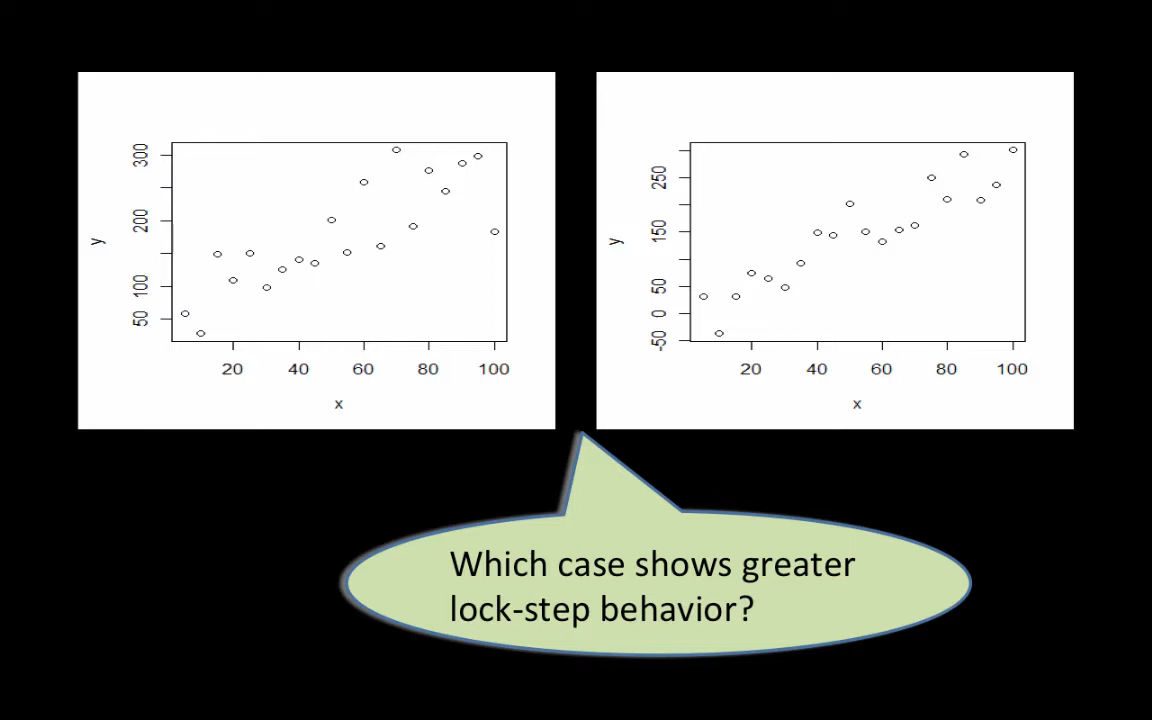 300
200
100
50
y
20 40 60 80 100
x
250
150
50
0
-50
y
20 40 60 80 100
x
Which case shows greater
lock-step behavior?